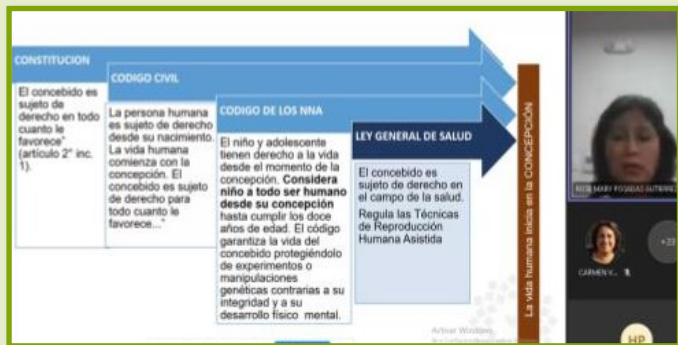 CONSTITUCION
El concebido es
sujeto de
derecho en todo
cuanto le
favorece"
(artículo 2° inc.
1).
CODIGO CIVIL
La persona humana
es sujeto de derecho
desde su nacimiento.
La vida humana
comienza con la
concepción. El
concebido es sujeto
de derecho para
todo cuanto le
favorece..."
CODIGO DE LOS NNA
El niño y adolescente
tienen derecho a la vida
desde el momento de la
concepción. Considera
niño a todo ser humano
desde su concepción
hasta cumplir los doce
años de edad. El código
garantiza la vida del
concebido protegiéndolo
de experimentos o
manipulaciones
genéticas contrarias a su
integridad y a su
desarrollo físico mental.
LEY GENERAL DE SALUD
El concebido es
sujeto de derecho en
el campo de la salud.
Regula las Técnicas
de Reproducción
Humana Asistida
La vida humana inicia en la CONCEPCIÓN
Activar Windows
ROSE MARY POSADAS GUTIERREZ
CARMEN V...
+23
HP